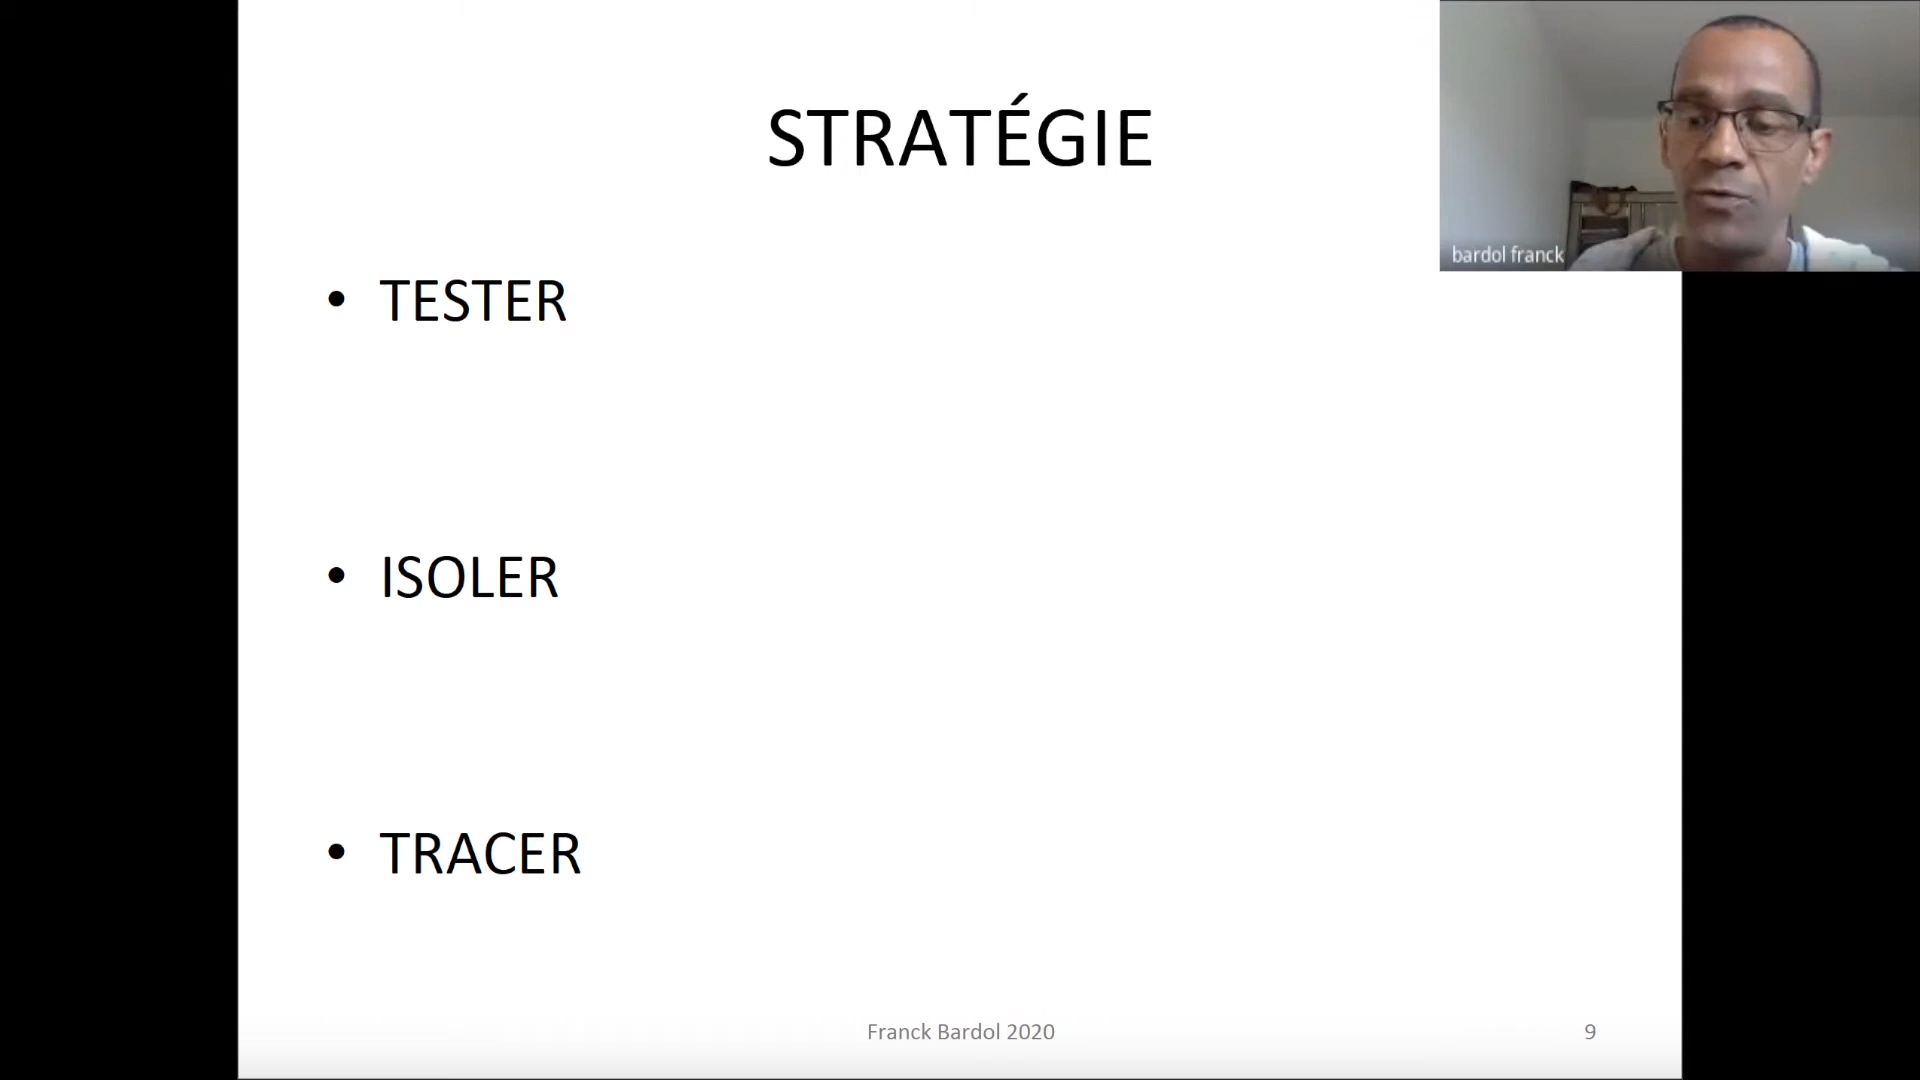 STRATÉGIE
bardol franck
• TESTER
• ISOLER
• TRACER
Franck Bardol 2020
9